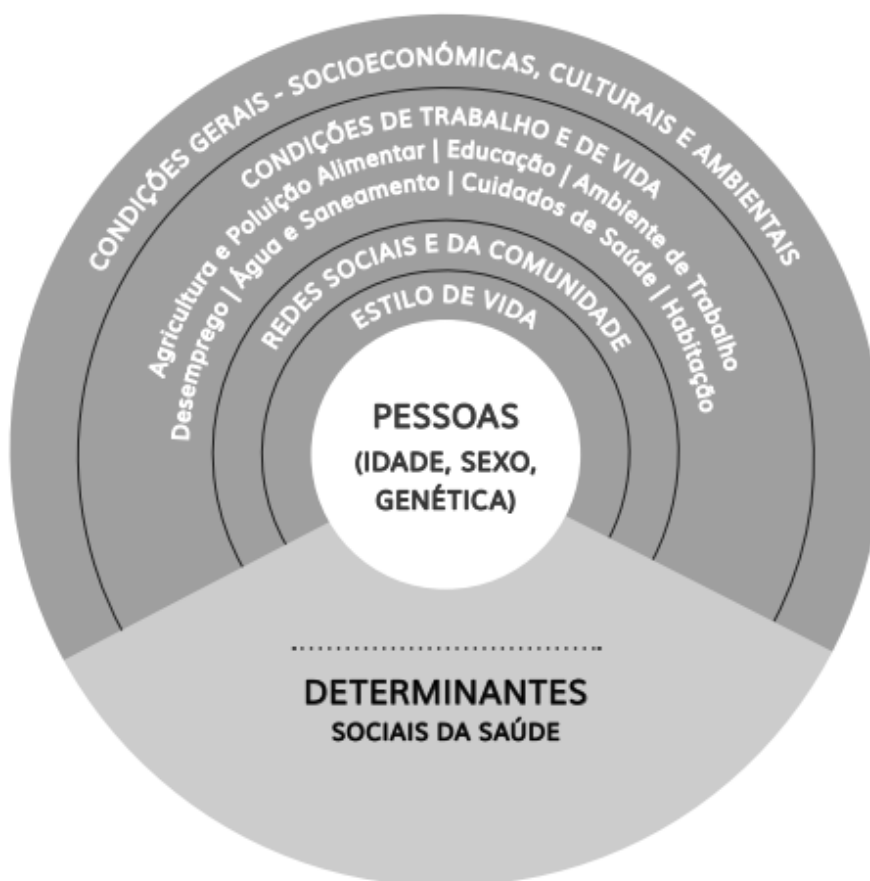 CONDIÇÕES GERAIS - SOCIOECONÓMICAS, CULTURAIS E AMBIENTAIS
CONDIÇÕES DE TRABALHO E DE VIDA
Agricultura e Poluição Alimentar | Educação | Ambiente de Trabalho
Desemprego | Água e Saneamento | Cuidados de Saúde | Habitação
REDES SOCIAIS E DA COMUNIDADE
ESTILO DE VIDA
PESSOAS
(IDADE, SEXO,
GENÉTICA)
DETERMINANTES
SOCIAIS DA SAÚDE